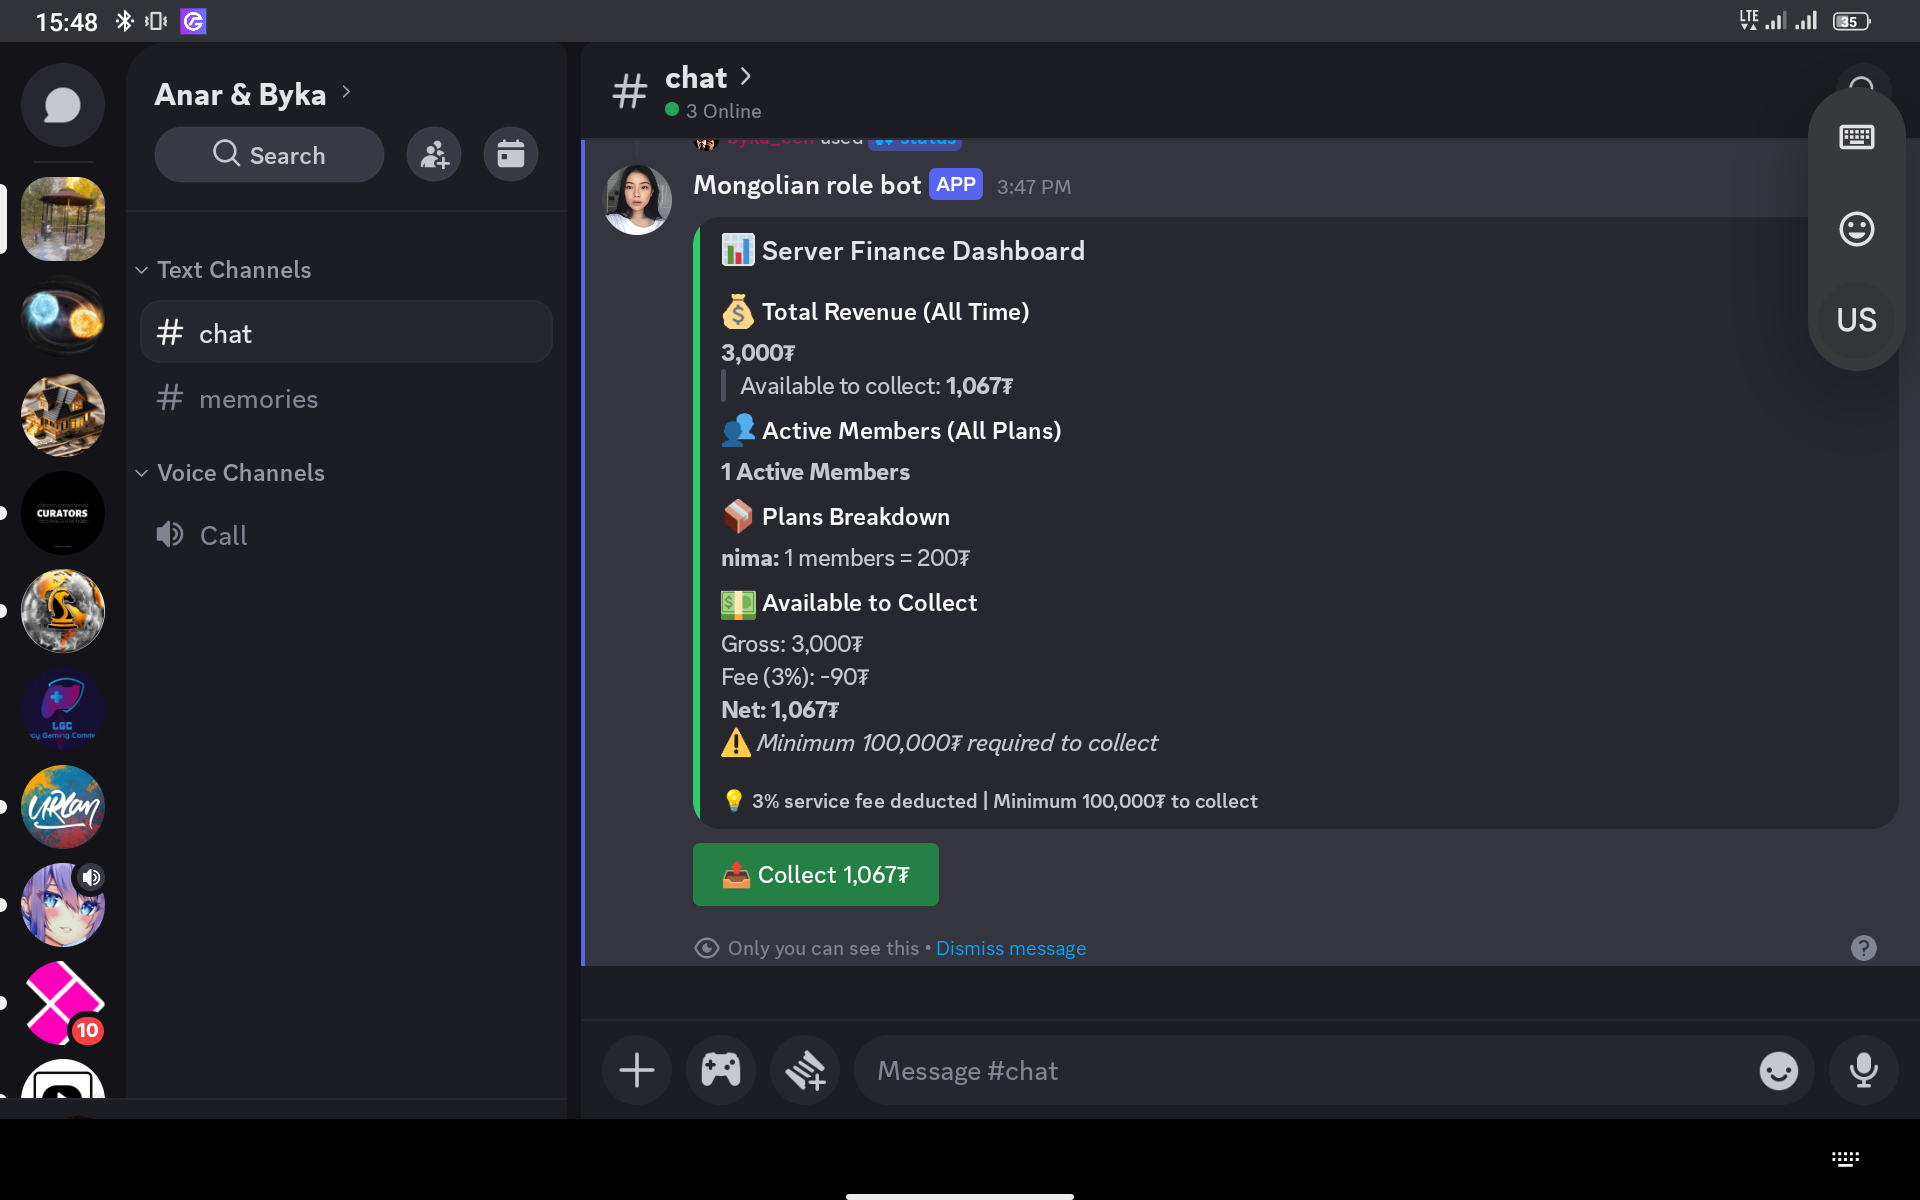 15:48
LTE
35
Anar & Byka
Search
Text Channels
chat
memories
Voice Channels
Call
CURATORS
LGC
cy Gaming Comm
URLAN
10
# chat
3 Online
used status
Mongolian role bot APP 3:47 PM
Server Finance Dashboard
Total Revenue (All Time)
3,000₮
Available to collect: 1,067₮
Active Members (All Plans)
1 Active Members
Plans Breakdown
nima: 1 members = 200₮
Available to Collect
Gross: 3,000₮
Fee (3%): -90₮
Net: 1,067₮
⚠️ Minimum 100,000₮ required to collect
💡 3% service fee deducted | Minimum 100,000₮ to collect
Collect 1,067₮
Only you can see this • Dismiss message
?
Message #chat
US